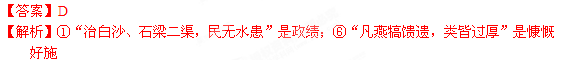 【答案】D
【解析】①“治白沙、石梁二渠，民无水患”是政绩；⑥“凡燕犒馈遗，类皆过厚”是慷慨
好施